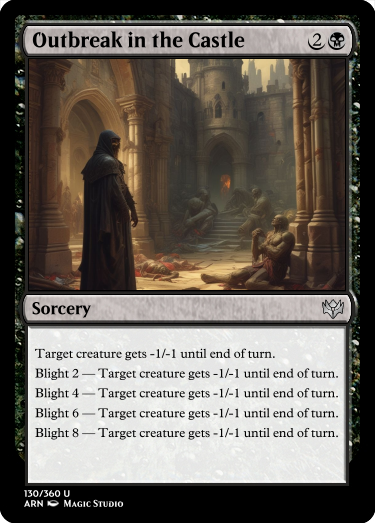 Outbreak in the Castle 2
Sorcery
Target creature gets -1/-1 until end of turn.
Blight 2 — Target creature gets -1/-1 until end of turn.
Blight 4 — Target creature gets -1/-1 until end of turn.
Blight 6 — Target creature gets -1/-1 until end of turn.
Blight 8 — Target creature gets -1/-1 until end of turn.
130/360 U
ARN Magic Studio